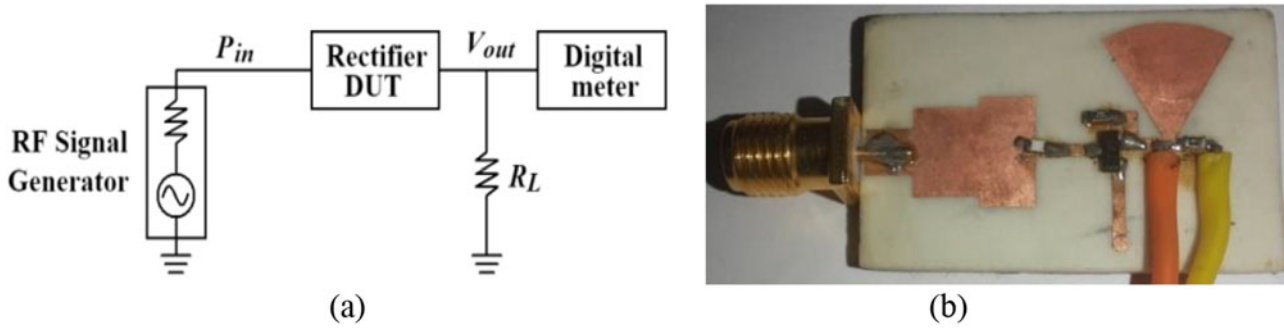 P_in
Rectifier
DUT
V_out
Digital
meter
RF Signal
Generator
R_L
(a)
(b)